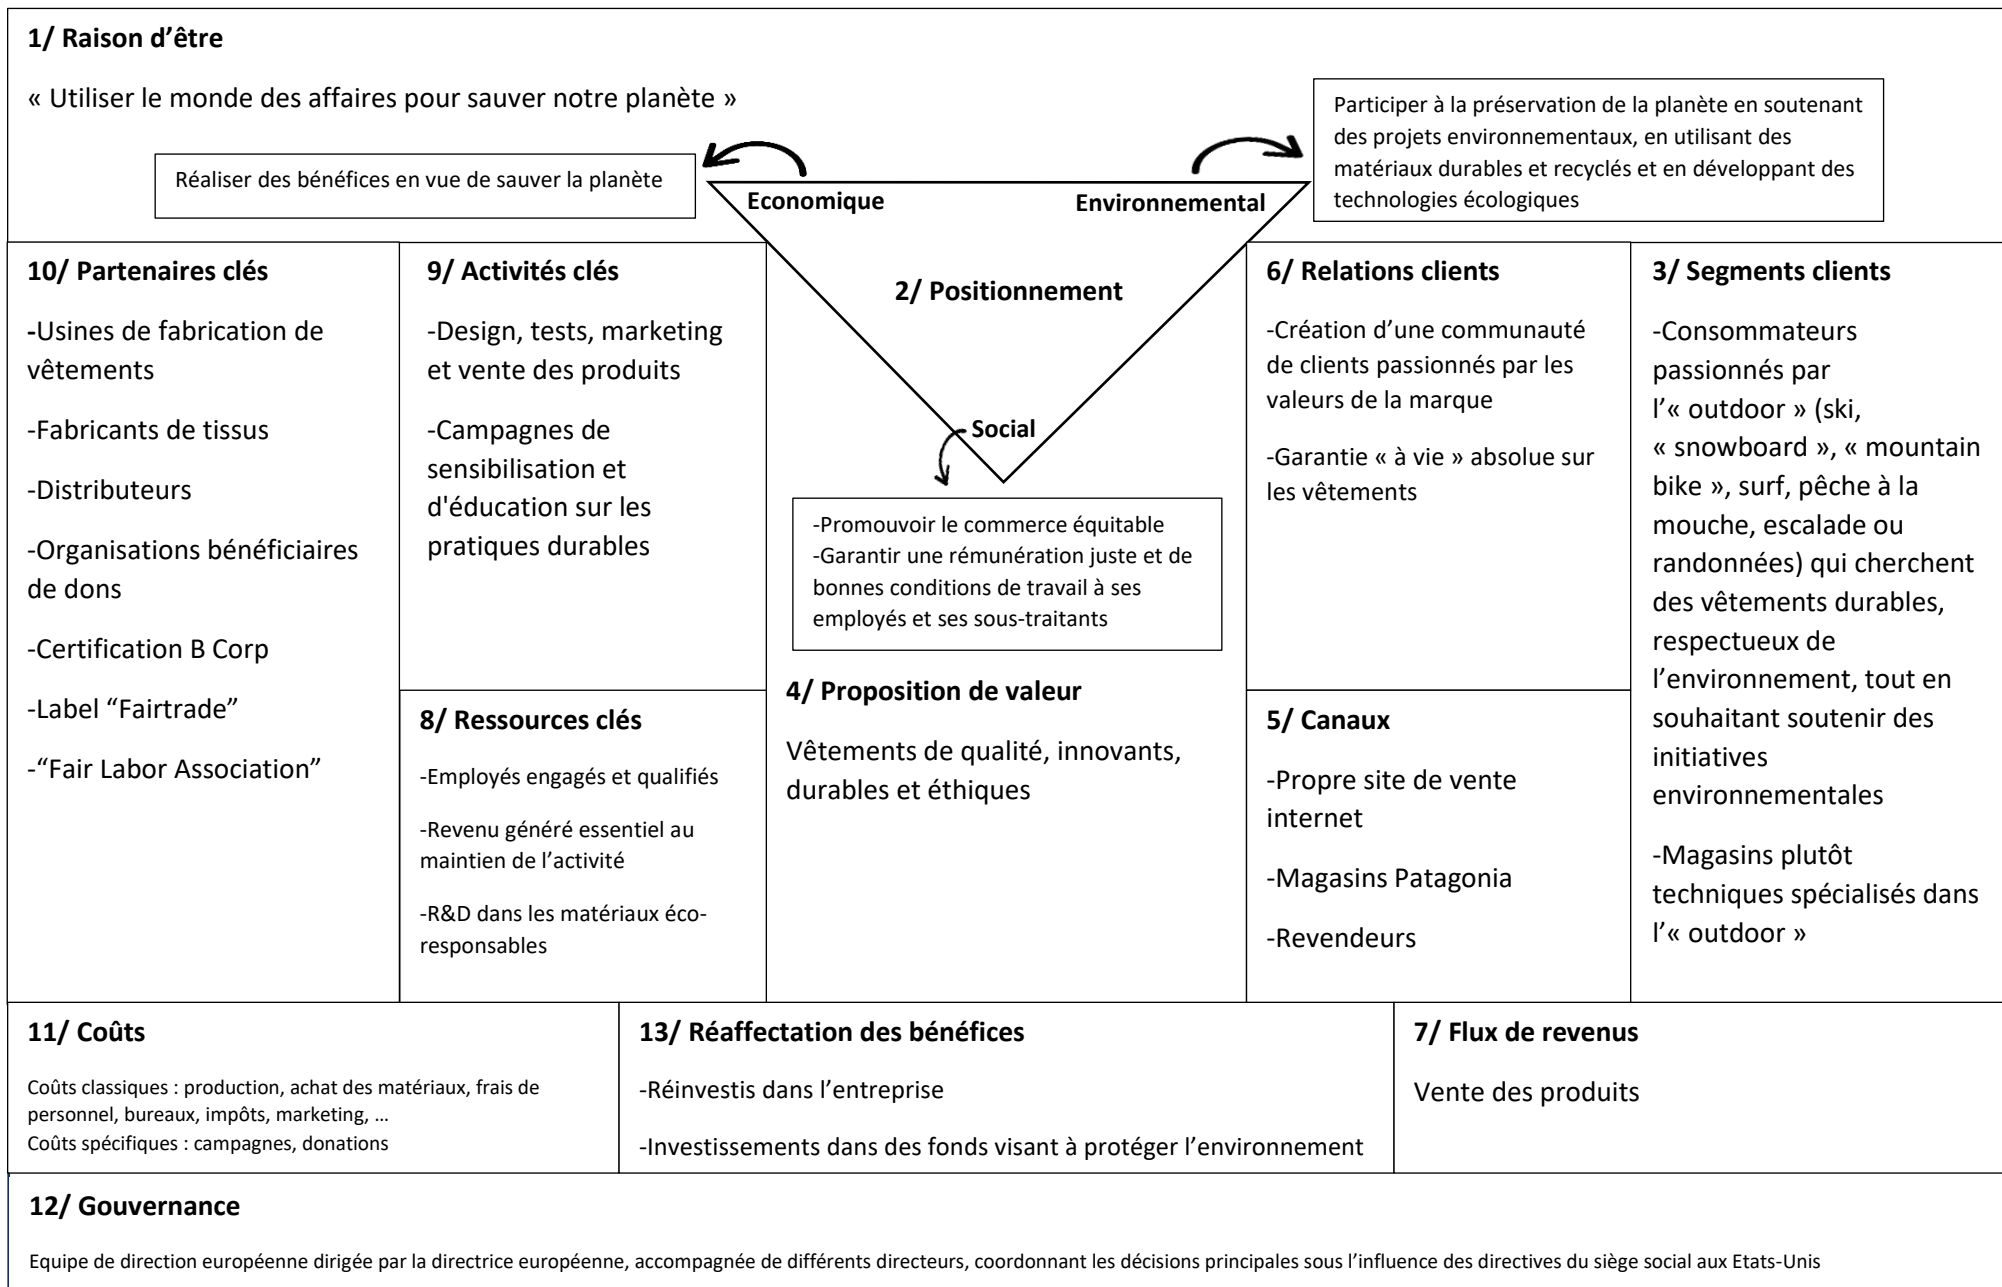 1/ Raison d’être
« Utiliser le monde des affaires pour sauver notre planète »
Réaliser des bénéfices en vue de sauver la planète
Participer à la préservation de la planète en soutenant
des projets environnementaux, en utilisant des
matériaux durables et recyclés et en développant des
technologies écologiques
Economique
Environnemental
2/ Positionnement
Social
-Promouvoir le commerce équitable
-Garantir une rémunération juste et de
bonnes conditions de travail à ses
employés et ses sous-traitants
10/ Partenaires clés
-Usines de fabrication de
vêtements
-Fabricants de tissus
-Distributeurs
-Organisations bénéficiaires
de dons
-Certification B Corp
-Label “Fairtrade”
-“Fair Labor Association”
9/ Activités clés
-Design, tests, marketing
et vente des produits
-Campagnes de
sensibilisation et
d'éducation sur les
pratiques durables
8/ Ressources clés
-Employés engagés et qualifiés
-Revenu généré essentiel au
maintien de l’activité
-R&D dans les matériaux éco-
responsables
4/ Proposition de valeur
Vêtements de qualité, innovants,
durables et éthiques
6/ Relations clients
-Création d’une communauté
de clients passionnés par les
valeurs de la marque
-Garantie « à vie » absolue sur
les vêtements
5/ Canaux
-Propre site de vente
internet
-Magasins Patagonia
-Revendeurs
3/ Segments clients
-Consommateurs
passionnés par
l’« outdoor » (ski,
« snowboard », « mountain
bike », surf, pêche à la
mouche, escalade ou
randonnées) qui cherchent
des vêtements durables,
respectueux de
l’environnement, tout en
souhaitant soutenir des
initiatives
environnementales
-Magasins plutôt
techniques spécialisés dans
l’« outdoor »
11/ Coûts
Coûts classiques : production, achat des matériaux, frais de
personnel, bureaux, impôts, marketing, …
Coûts spécifiques : campagnes, donations
13/ Réaffectation des bénéfices
-Réinvestis dans l’entreprise
-Investissements dans des fonds visant à protéger l’environnement
7/ Flux de revenus
Vente des produits
12/ Gouvernance
Equipe de direction européenne dirigée par la directrice européenne, accompagnée de différents directeurs, coordonnant les décisions principales sous l’influence des directives du siège social aux Etats-Unis